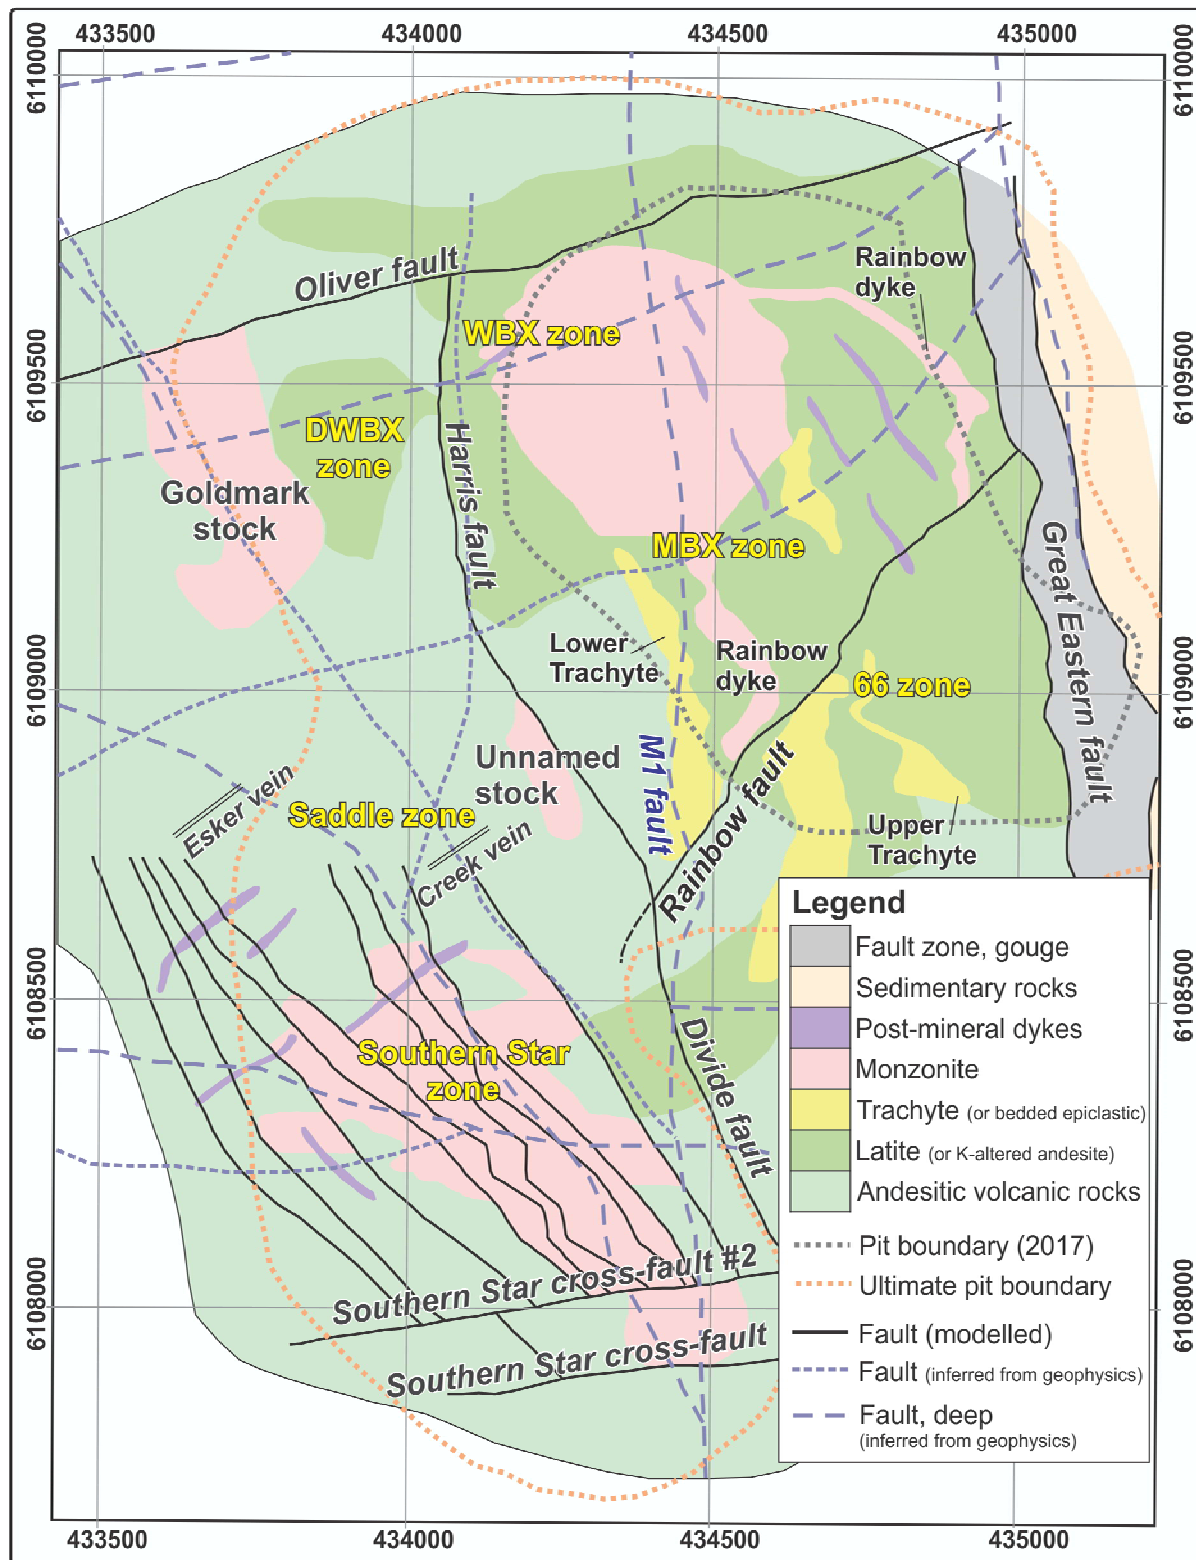 433500
434000
434500
435000
6110000
6110000
Rainbow
dyke
Oliver fault
WBX zone
6109500
6109500
DWBX
zone
Harris fault
Goldmark
stock
MBX zone
Great Eastern fault
Lower
Trachyte
Rainbow
dyke
66 zone
6109000
6109000
M1 fault
Unnamed
stock
Rainbow fault
Esker vein
Saddle zone
Creek vein
Upper
Trachyte
6108500
6108500
Southern Star
zone
Divide fault
Southern Star cross-fault #2
Southern Star cross-fault
6108000
6108000
Legend
Fault zone, gouge
Sedimentary rocks
Post-mineral dykes
Monzonite
Trachyte (or bedded epiclastic)
Latite (or K-altered andesite)
Andesitic volcanic rocks
Pit boundary (2017)
Ultimate pit boundary
Fault (modelled)
Fault (inferred from geophysics)
Fault, deep
(inferred from geophysics)
433500
434000
434500
435000